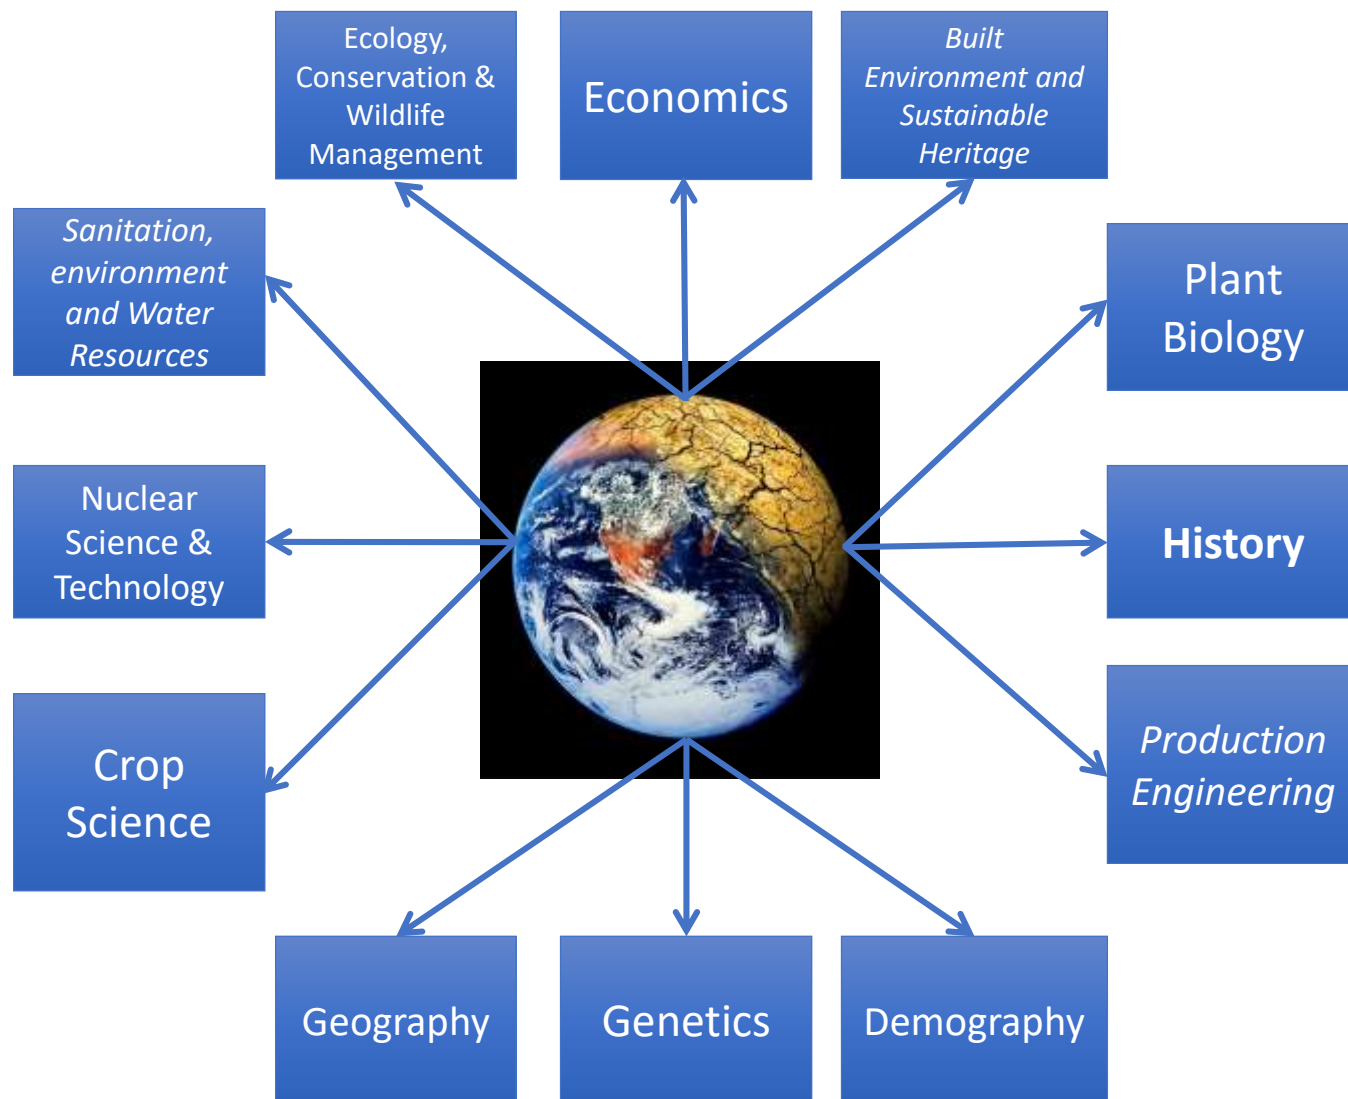 Ecology,
Conservation &
Wildlife
Management
Economics
Built
Environment and
Sustainable
Heritage
Sanitation,
environment
and Water
Resources
Plant
Biology
Nuclear
Science &
Technology
History
Crop
Science
Production
Engineering
Geography
Genetics
Demography